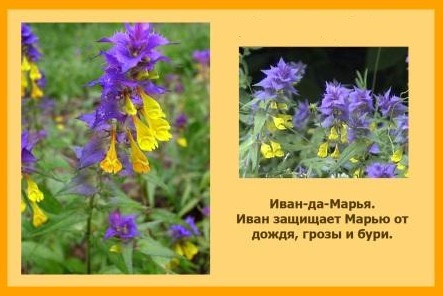 Иван-да-Марья.
Иван защищает Марью от
дождя, грозы и бури.